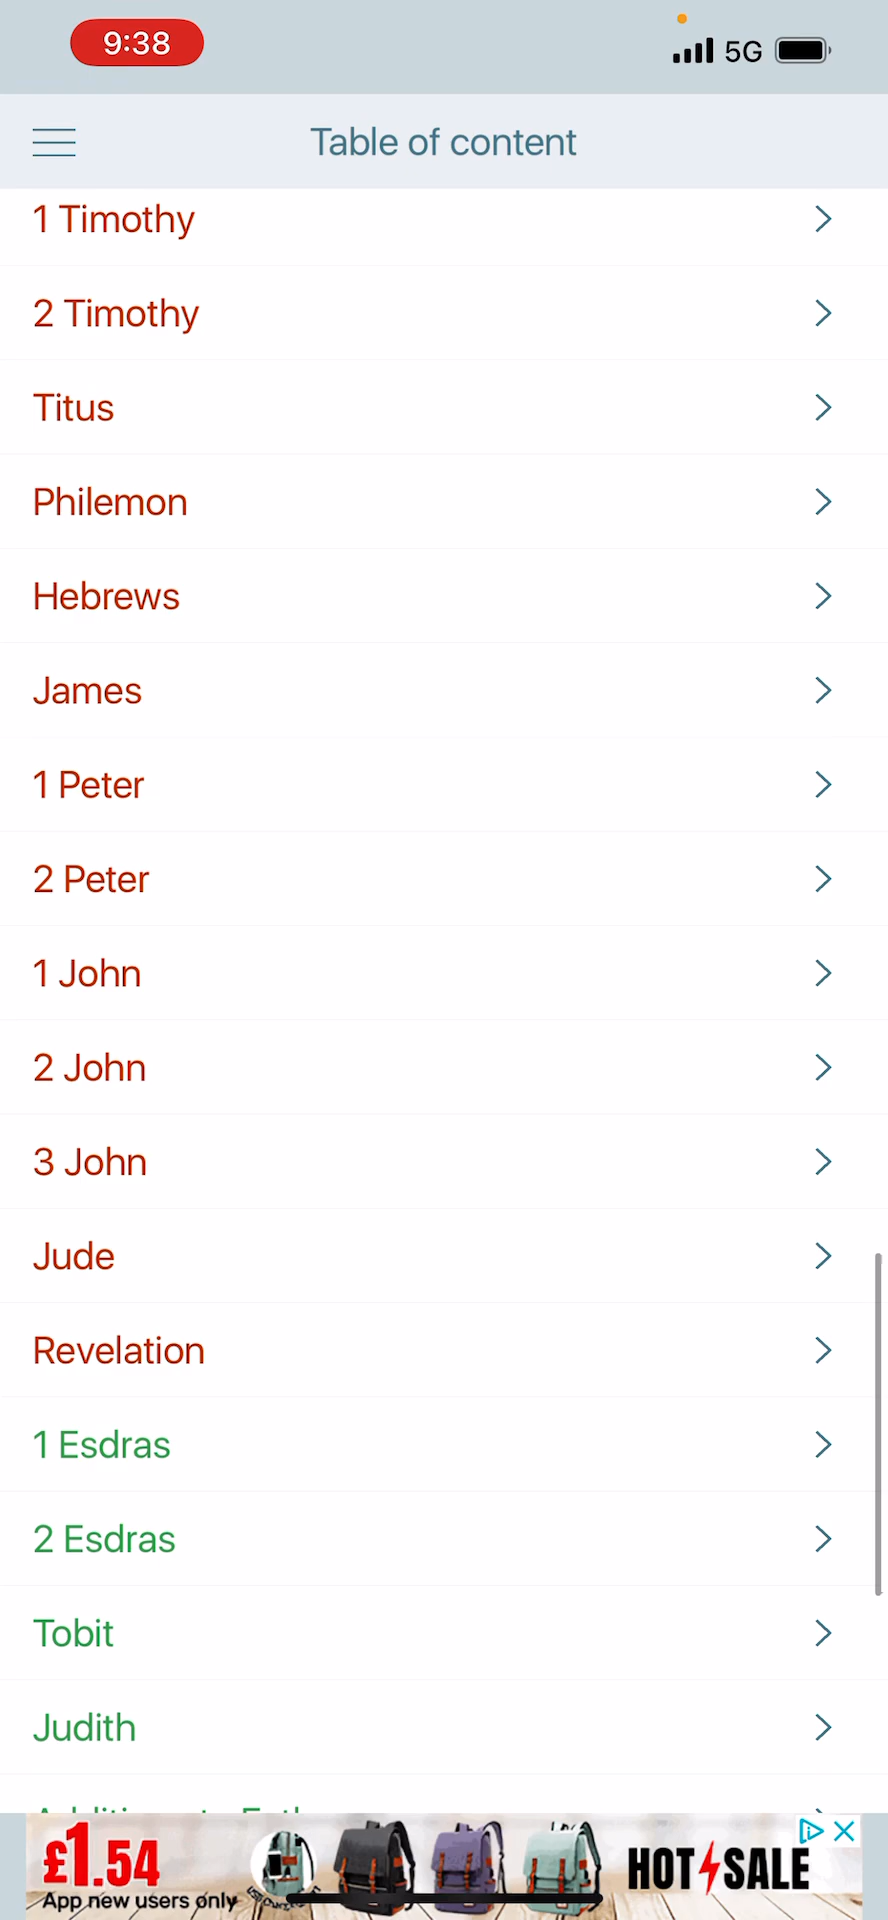 9:38
5G
Table of content
1 Timothy
2 Timothy
Titus
Philemon
Hebrews
James
1 Peter
2 Peter
1 John
2 John
3 John
Jude
Revelation
1 Esdras
2 Esdras
Tobit
Judith
£1.54
App new users only
HOT SALE